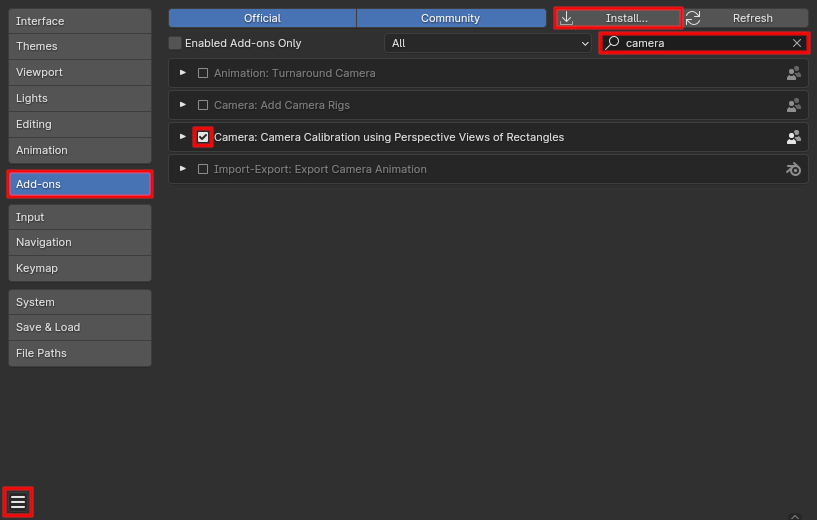 Interface
Themes
Viewport
Lights
Editing
Animation
Add-ons
Input
Navigation
Keymap
System
Save & Load
File Paths
Official
Community
Install...
Refresh
Enabled Add-ons Only
All
camera
Animation: Turnaround Camera
Camera: Add Camera Rigs
Camera: Camera Calibration using Perspective Views of Rectangles
Import-Export: Export Camera Animation